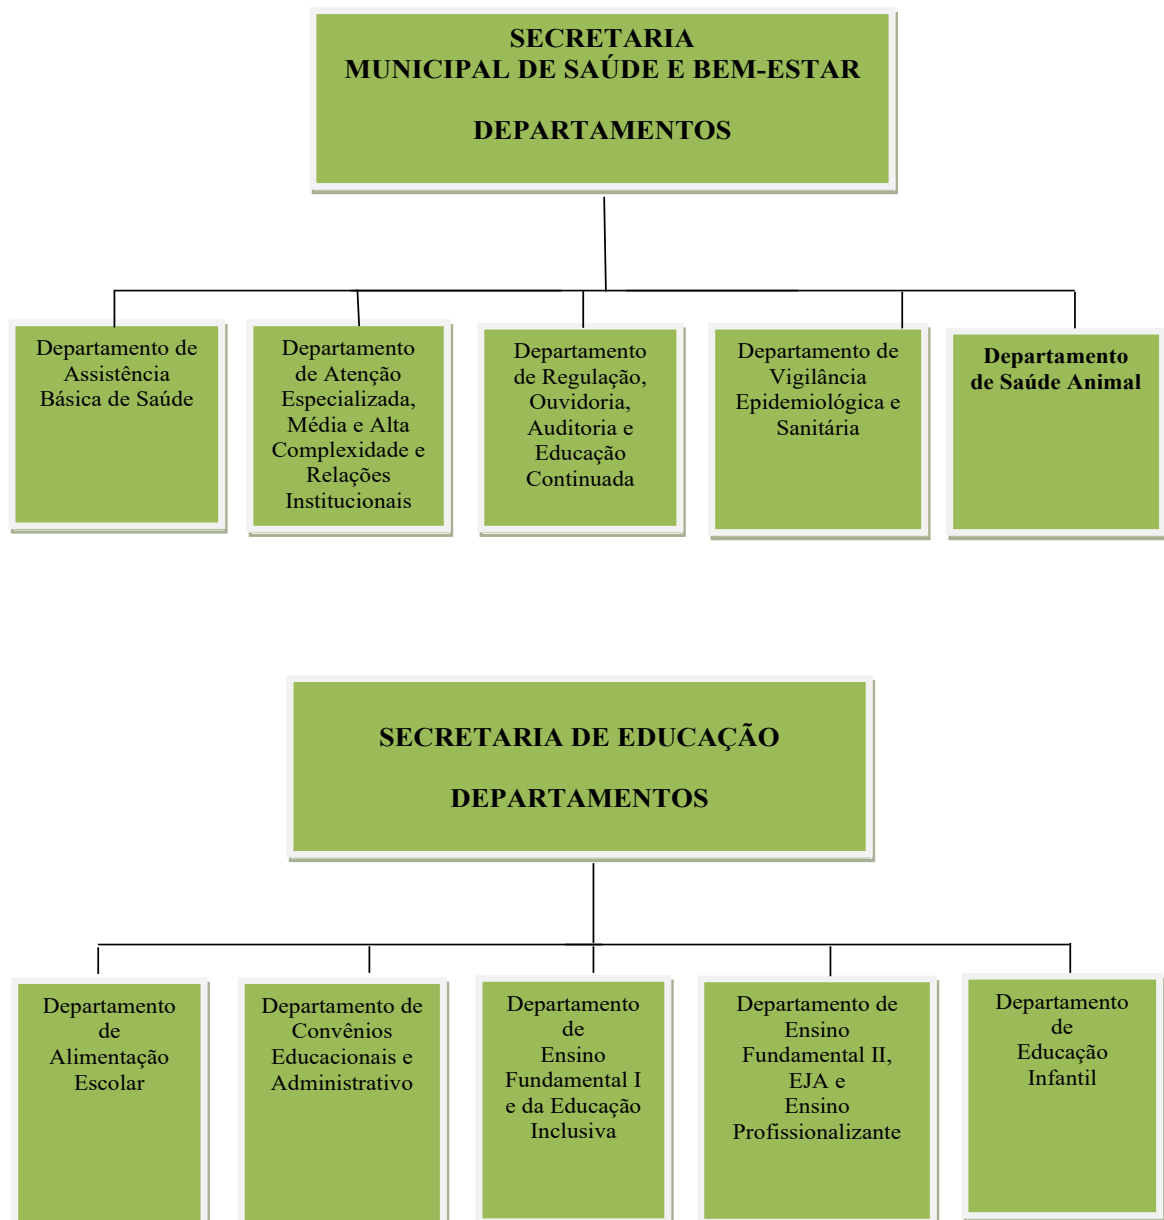 SECRETARIA
MUNICIPAL DE SAÚDE E BEM-ESTAR
DEPARTAMENTOS
Departamento de
Assistência
Básica de Saúde
Departamento
de Atenção
Especializada,
Média e Alta
Complexidade e
Relações
Institucionais
Departamento
de Regulação,
Ouvidoria,
Auditoria e
Educação
Continuada
Departamento de
Vigilância
Epidemiológica e
Sanitária
Departamento
de Saúde Animal
SECRETARIA DE EDUCAÇÃO
DEPARTAMENTOS
Departamento
de
Alimentação
Escolar
Departamento de
Convênios
Educacionais e
Administrativo
Departamento
de
Ensino
Fundamental I
e da Educação
Inclusiva
Departamento de
Ensino
Fundamental II,
EJA e
Ensino
Profissionalizante
Departamento
de
Educação
Infantil